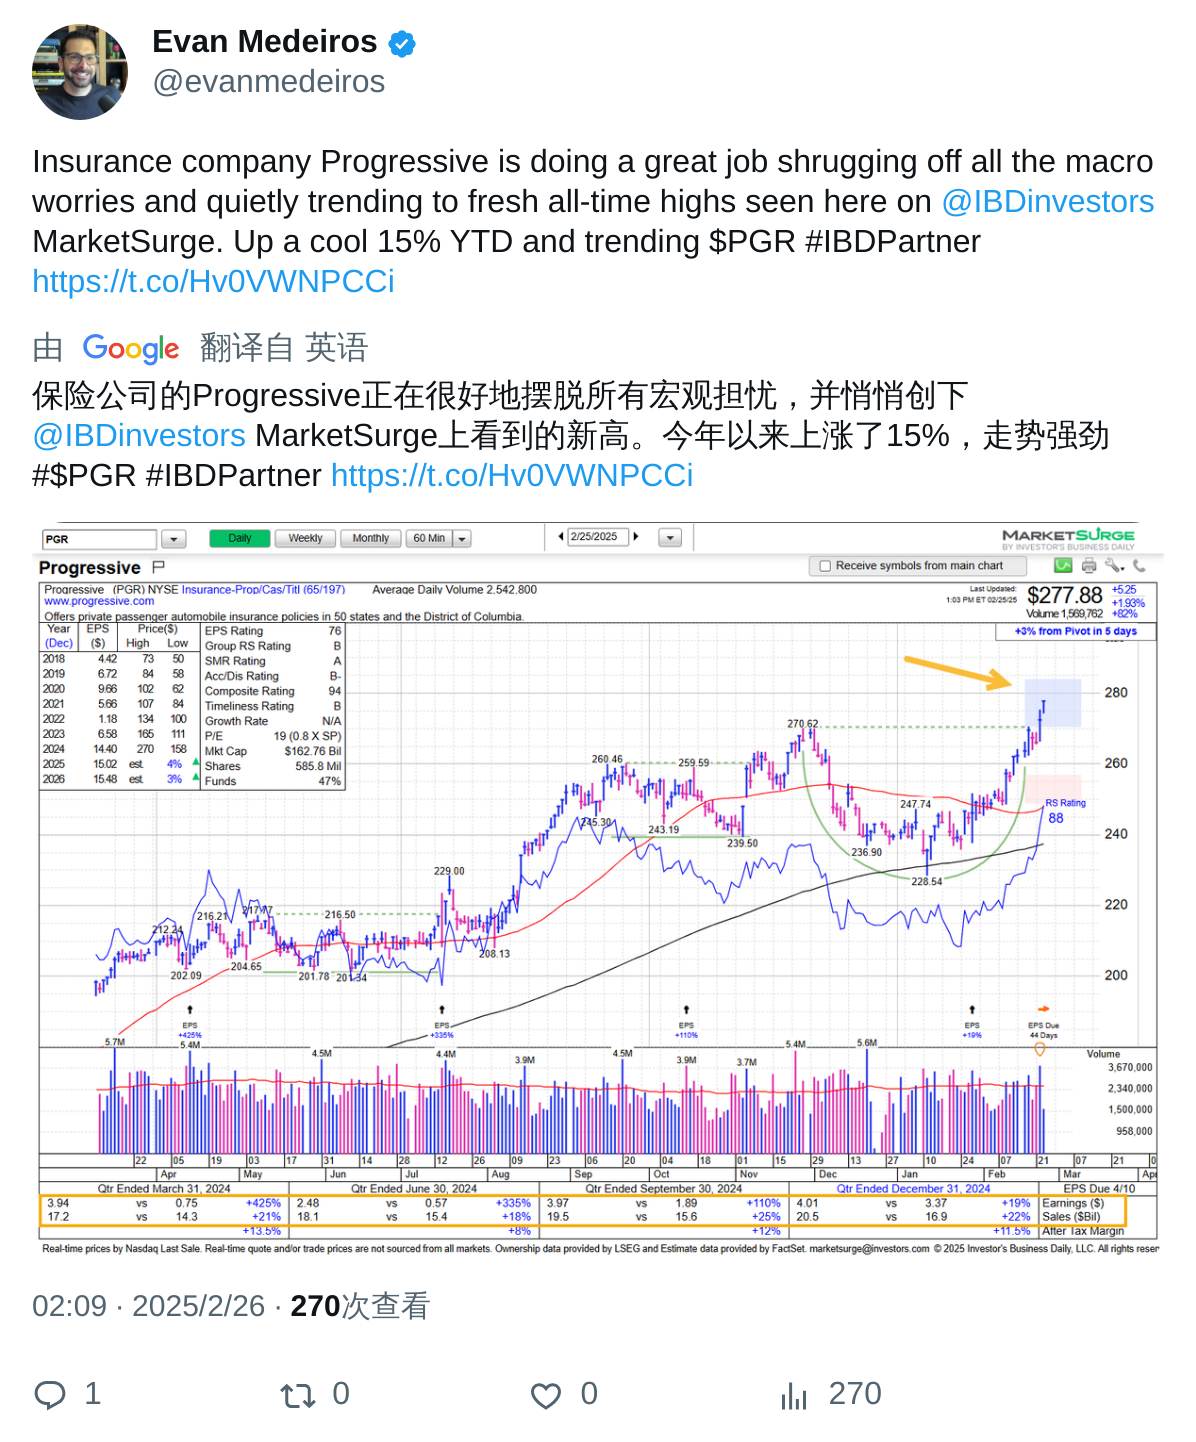 Evan Medeiros
@evanmedeiros
Insurance company Progressive is doing a great job shrugging off all the macro
worries and quietly trending to fresh all-time highs seen here on @IBDinvestors
MarketSurge. Up a cool 15% YTD and trending $PGR #IBDPartner
https://t.co/Hv0VWNPCCi
由 Google 翻译自 英语
保险公司的Progressive正在很好地摆脱所有宏观担忧，并悄悄创下
@IBDinvestors MarketSurge上看到的新高。今年以来上涨了15%，走势强劲
#$PGR #IBDPartner https://t.co/Hv0VWNPCCi
PGR Daily Weekly Monthly 60 Min 2/25/2025 MARKETSURGE
BY INVESTOR'S BUSINESS DAILY
Progressive Receive symbols from main chart
Progressive (PGR) NYSE Insurance-Prop/Cas/Titl (65/197) Average Daily Volume 2,542,800
www.progressive.com
Offers private passenger automobile insurance policies in 50 states and the District of Columbia.
Last Updated:
1:03 PM ET 02/25/25
$277.88 +5.25
+1.93%
Volume 1,569,762 +62%
+3% from Pivot in 5 days
Year EPS Price($)
(Dec) ($) High Low
2018 4.42 73 50
2019 6.72 84 58
2020 9.66 102 62
2021 5.66 107 84
2022 1.18 134 100
2023 6.58 165 111
2024 14.40 270 158
2025 15.02 est 4%
2026 15.48 est 3%
EPS Rating 76
Group RS Rating B
SMR Rating A
Acc/Dis Rating B-
Composite Rating 94
Timeliness Rating B
Growth Rate N/A
P/E 19 (0.8 X SP)
Mkt Cap $162.76 Bil
Shares 585.8 Mil
Funds 47%
280
270.62
260.46 259.59 260
RS Rating
88
247.74
245.30
243.19 240
239.50
236.90
228.54
229.00
220
217.77 216.50
216.21
212.24
208.13
204.65
202.09 201.78 201.34 200
EPS +425%
EPS +335%
EPS +110%
EPS +19%
EPS Due
44 Days
5.7M 5.4M 4.5M 4.4M 3.9M 4.5M 3.9M 3.7M 5.4M 5.6M
Volume
3,670,000
2,340,000
1,500,000
958,000
22 05 19 03 17 31 14 28 12 26 09 23 06 20 04 18 01 15 29 13 27 10 24 07 21 07 21 0
Apr May Jun Jul Aug Sep Oct Nov Dec Jan Feb Mar Apr
Qtr Ended March 31, 2024 Qtr Ended June 30, 2024 Qtr Ended September 30, 2024 Qtr Ended December 31, 2024 EPS Due 4/10
3.94 vs 0.75 +425% 2.48 vs 0.57 +335% 3.97 vs 1.89 +110% 4.01 vs 3.37 +19% Earnings ($)
17.2 vs 14.3 +21% 18.1 vs 15.4 +18% 19.5 vs 15.6 +25% 20.5 vs 16.9 +22% Sales ($Bil)
+13.5% +8% +12% +11.5% After Tax Margin
Real-time prices by Nasdaq Last Sale. Real-time quote and/or trade prices are not sourced from all markets. Ownership data provided by LSEG and Estimate data provided by FactSet. marketsurge@investors.com © 2025 Investor's Business Daily, LLC. All rights reser
02:09 · 2025/2/26 · 270次查看
1 0 0 270